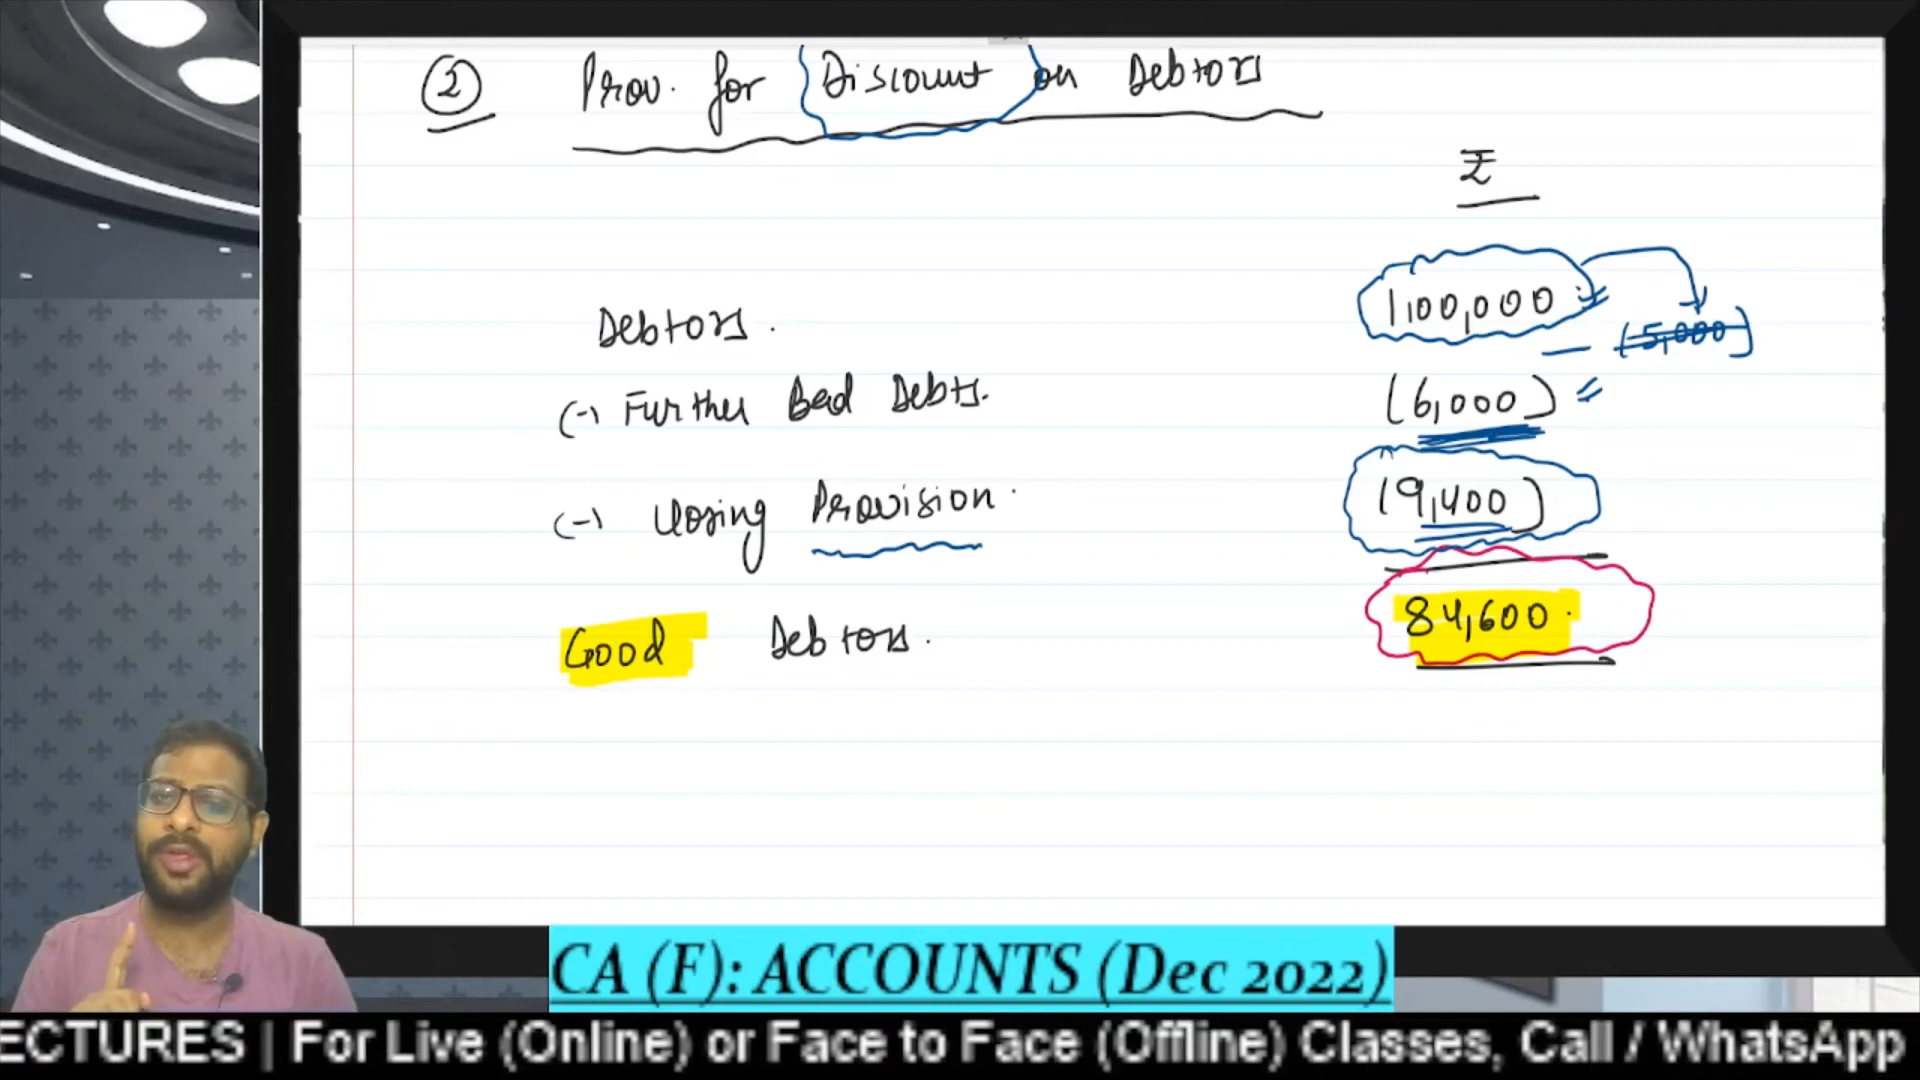 ② Prov. for Discount on Debtors
₹
Debtors. 1,00,000
(5,000)
(-) Further Bad Debts. (6,000)
(-) Closing Provision. (9,400)
Good Debtors. 84,600.
CA (F): ACCOUNTS (Dec 2022)
ECTURES | For Live (Online) or Face to Face (Offline) Classes, Call / WhatsApp